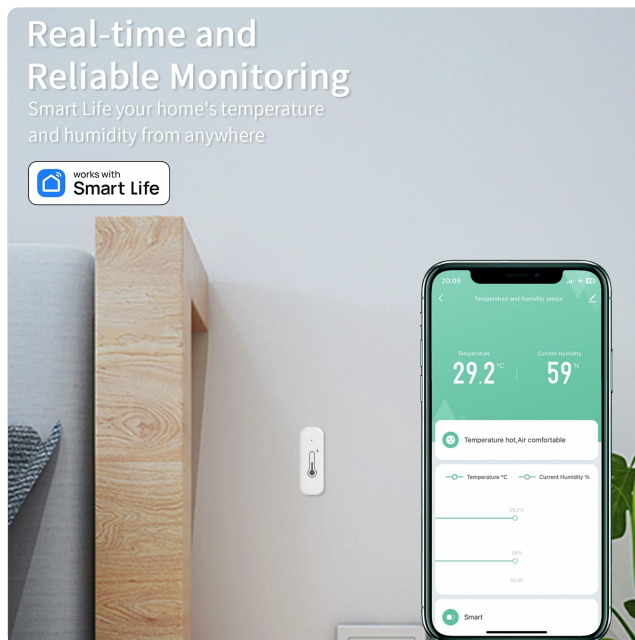 Real-time and
Reliable Monitoring
Smart Life your home's temperature
and humidity from anywhere
works with
Smart Life
20:09
Temperature and humidity sensor
Temperature
Current Humidity
29.2 °C
59 %
Temperature hot,Air comfortable
Temperature °C
Current Humidity %
59%
Smart